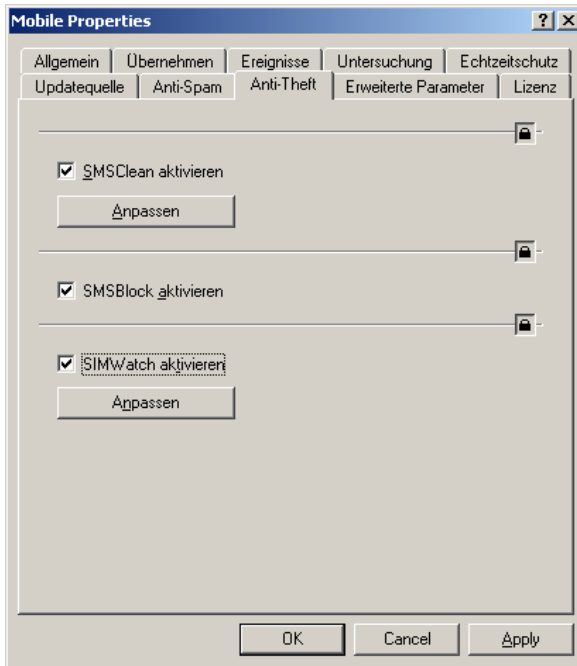 Mobile Properties
Allgemein Übernehmen Ereignisse Untersuchung Echtzeitschutz
Updatequelle Anti-Spam Anti-Theft Erweiterte Parameter Lizenz
SMSClean aktivieren
Anpassen
SMSBlock aktivieren
SIMWatch aktivieren
Anpassen
OK Cancel Apply